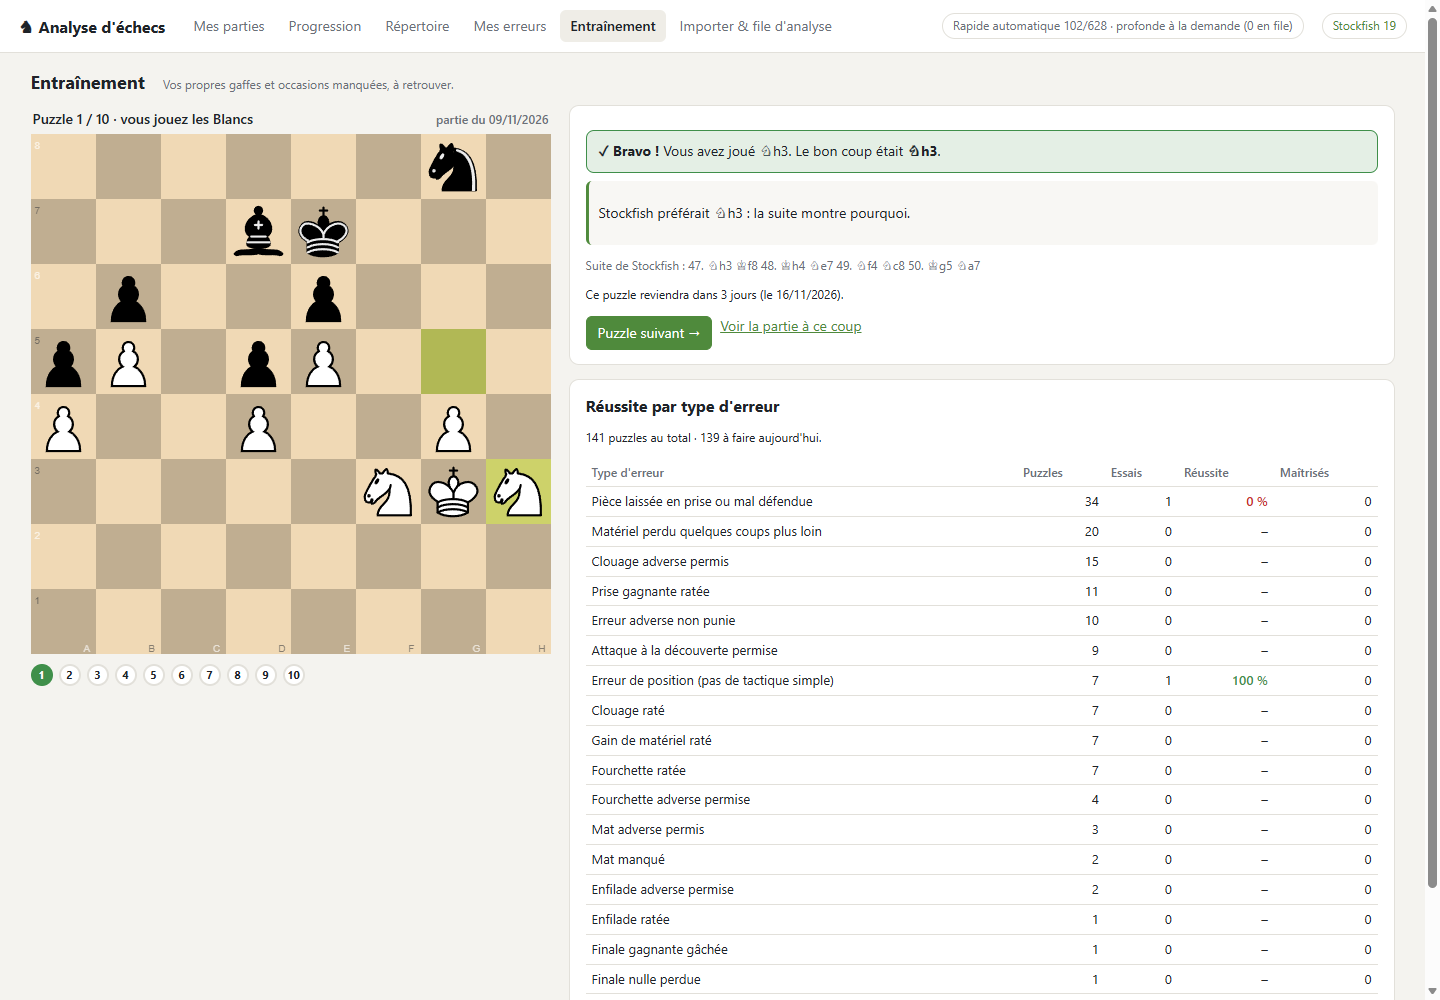 ♞ Analyse d'échecs Mes parties Progression Répertoire Mes erreurs Entraînement Importer & file d'analyse Rapide automatique 102/628 · profonde à la demande (0 en file) Stockfish 19
Entraînement Vos propres gaffes et occasions manquées, à retrouver.
Puzzle 1 / 10 · vous jouez les Blancs partie du 09/11/2026
8
7
6
5
4
3
2
1
A B C D E F G H
1 2 3 4 5 6 7 8 9 10
✓ Bravo ! Vous avez joué ♘h3. Le bon coup était ♘h3.
Stockfish préférait ♘h3 : la suite montre pourquoi.
Suite de Stockfish : 47. ♘h3 ♔f8 48. ♔h4 ♘e7 49. ♘f4 ♘c8 50. ♔g5 ♘a7
Ce puzzle reviendra dans 3 jours (le 16/11/2026).
Puzzle suivant → Voir la partie à ce coup
Réussite par type d'erreur
141 puzzles au total · 139 à faire aujourd'hui.
Type d'erreur Puzzles Essais Réussite Maîtrisés
Pièce laissée en prise ou mal défendue 34 1 0 % 0
Matériel perdu quelques coups plus loin 20 0 – 0
Clouage adverse permis 15 0 – 0
Prise gagnante ratée 11 0 – 0
Erreur adverse non punie 10 0 – 0
Attaque à la découverte permise 9 0 – 0
Erreur de position (pas de tactique simple) 7 1 100 % 0
Clouage raté 7 0 – 0
Gain de matériel raté 7 0 – 0
Fourchette ratée 7 0 – 0
Fourchette adverse permise 4 0 – 0
Mat adverse permis 3 0 – 0
Mat manqué 2 0 – 0
Enfilade adverse permise 2 0 – 0
Enfilade ratée 1 0 – 0
Finale gagnante gâchée 1 0 – 0
Finale nulle perdue 1 0 – 0